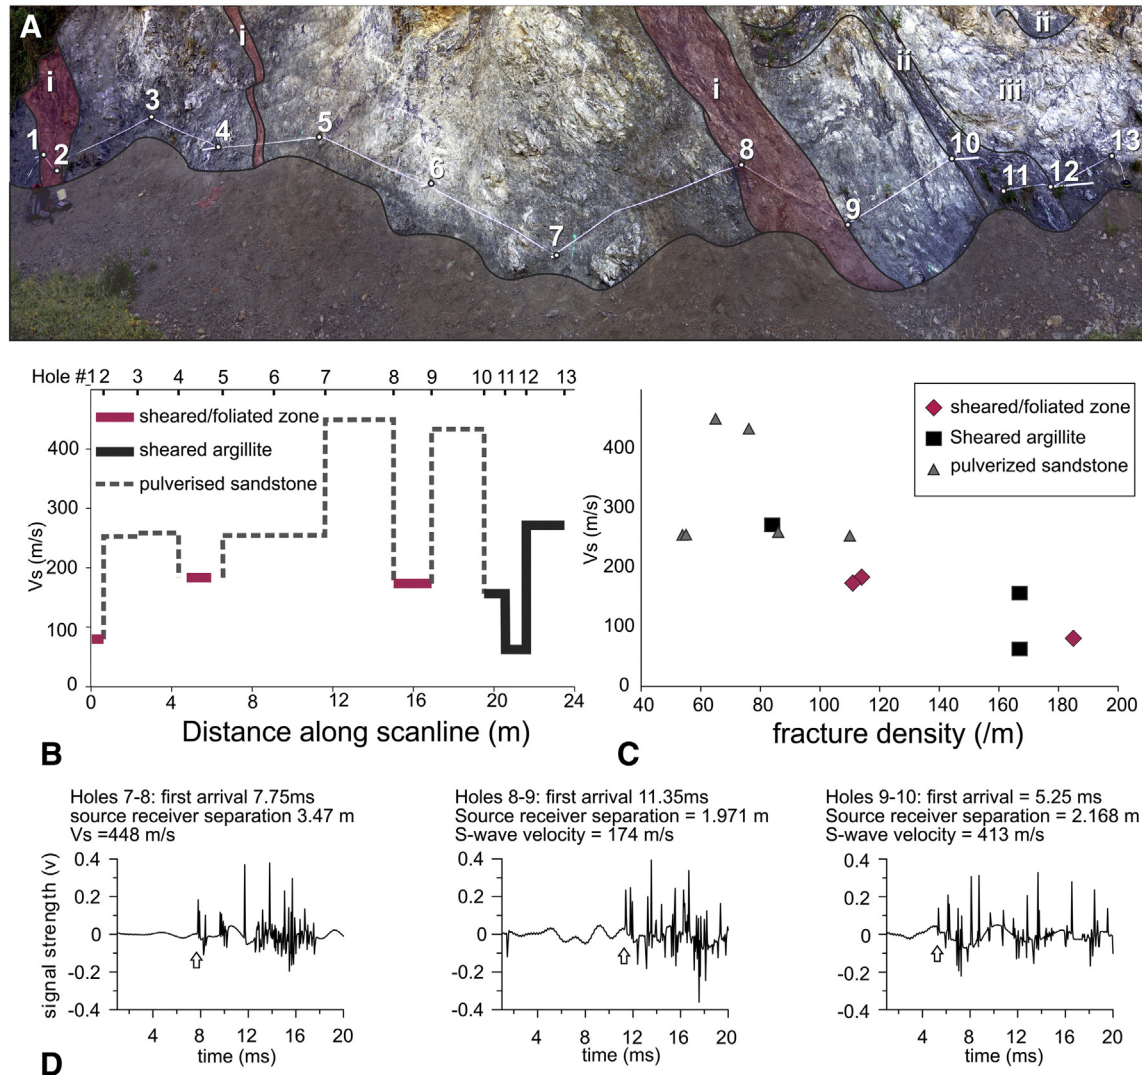 A
i
i
i
ii
ii
iii
1
2
3
4
5
6
7
8
9
10
11
12
13
Hole #1 2 3 4 5 6 7 8 9 10 11 12 13
sheared/foliated zone
sheared argillite
pulverised sandstone
400
300
200
100
0
Vs (m/s)
0 4 8 12 16 20 24
Distance along scanline (m)
B
sheared/foliated zone
Sheared argillite
pulverized sandstone
400
300
200
100
0
Vs (m/s)
40 60 80 100 120 140 160 180 200
fracture density (/m)
C
Holes 7-8: first arrival 7.75ms
source receiver separation 3.47 m
Vs =448 m/s
0.4
0.2
0
-0.2
-0.4
signal strength (v)
4 8 12 16 20
time (ms)
Holes 8-9: first arrival 11.35ms
Source receiver separation = 1.971 m
S-wave velocity = 174 m/s
0.4
0.2
0
-0.2
-0.4
4 8 12 16 20
time (ms)
Holes 9-10: first arrival = 5.25 ms
Source receiver separation = 2.168 m
S-wave velocity = 413 m/s
0.4
0.2
0
-0.2
-0.4
4 8 12 16 20
time (ms)
D